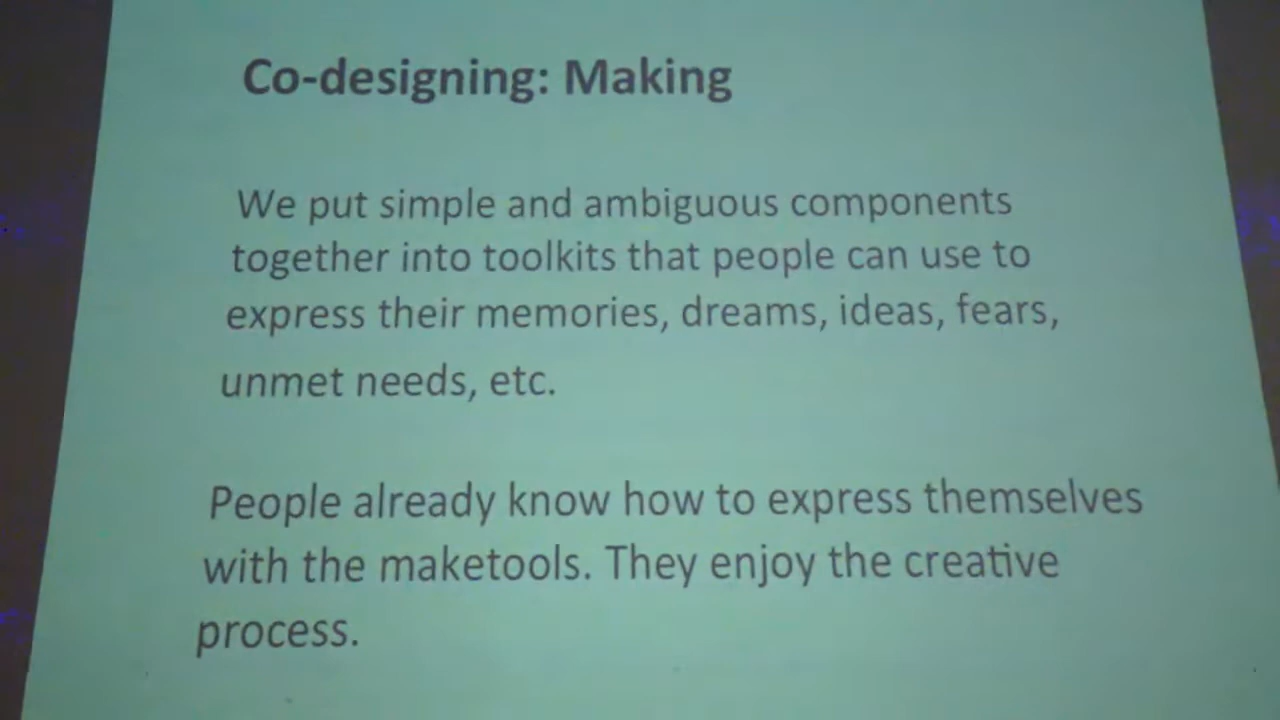 Co-designing: Making
We put simple and ambiguous components
together into toolkits that people can use to
express their memories, dreams, ideas, fears,
unmet needs, etc.
People already know how to express themselves
with the maketools. They enjoy the creative
process.